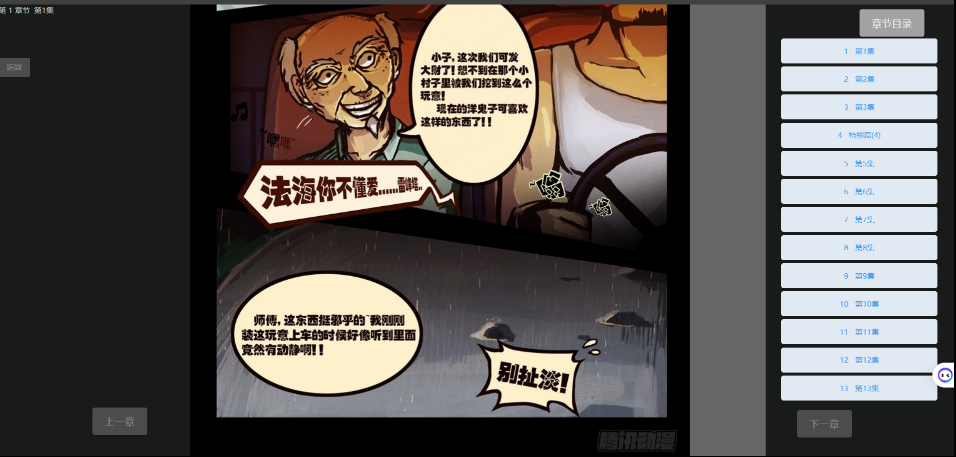 第 1 章节 第1集
返回
小子,这次我们可发
大财了!想不到在那个小
村子里被我们挖到这么个
玩意!
现在的洋鬼子可喜欢
这样的东西了!!
嘿嘿~
法海你不懂爱......雷峰塔..
师傅,这东西挺邪乎的~我刚刚
装这玩意上车的时候好像听到里面
竟然有动静啊!!
别扯淡!
腾讯动漫
上一章
章节目录
1 第1集
2 第2集
3 第3集
4 特别篇(4)
5 第5集
6 第6集
7 第7集
8 第8集
9 第9集
10 第10集
11 第11集
12 第12集
13 第13集
下一章